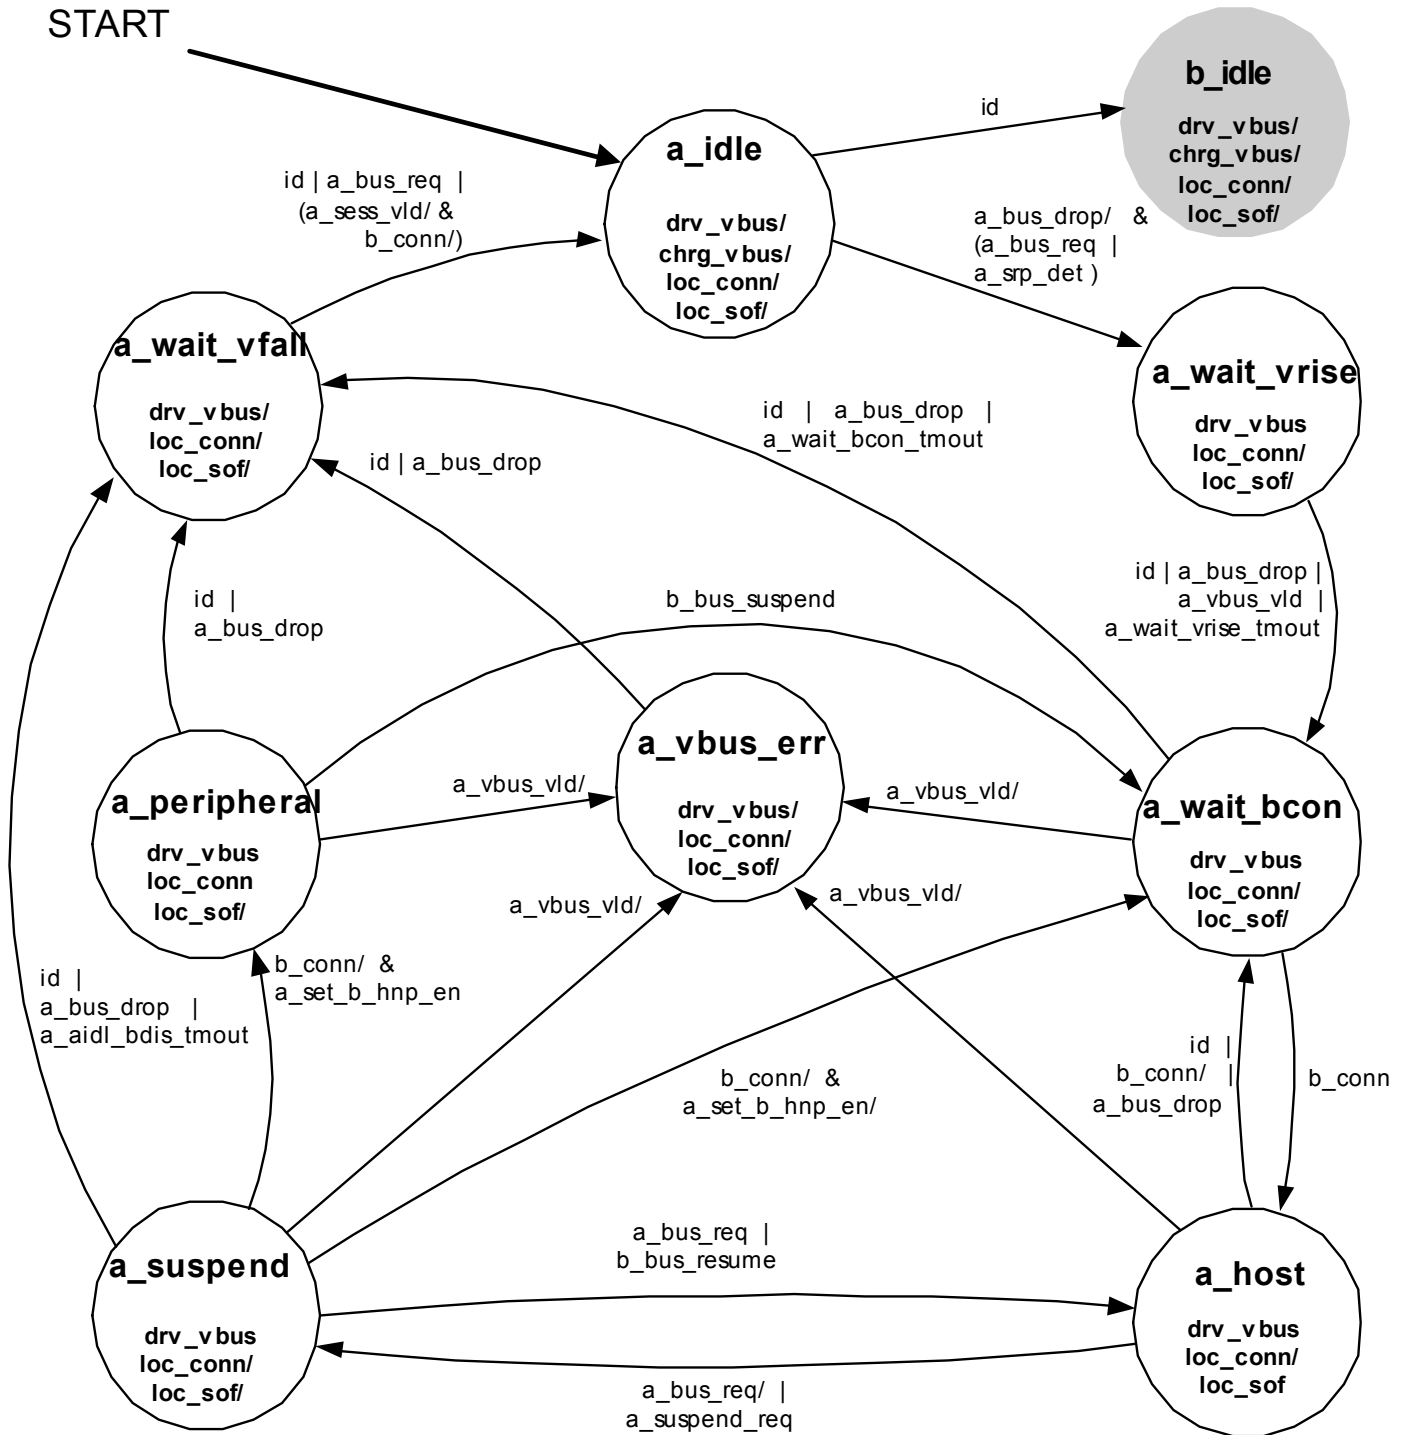 START
b_idle
drv_vbus/
chrg_vbus/
loc_conn/
loc_sof/
id
a_idle
drv_vbus/
chrg_vbus/
loc_conn/
loc_sof/
id | a_bus_req |
(a_sess_vld/ &
b_conn/)
a_bus_drop/ &
(a_bus_req |
a_srp_det )
a_wait_vfall
drv_vbus/
loc_conn/
loc_sof/
a_wait_vrise
drv_vbus
loc_conn/
loc_sof/
id | a_bus_drop |
a_wait_bcon_tmout
id | a_bus_drop
id |
a_bus_drop
b_bus_suspend
id | a_bus_drop |
a_vbus_vld |
a_wait_vrise_tmout
a_vbus_err
drv_vbus/
loc_conn/
loc_sof/
a_peripheral
drv_vbus
loc_conn
loc_sof/
a_vbus_vld/
a_vbus_vld/
a_wait_bcon
drv_vbus
loc_conn/
loc_sof/
a_vbus_vld/
a_vbus_vld/
id |
a_bus_drop |
a_aidl_bdis_tmout
b_conn/ &
a_set_b_hnp_en
b_conn/ &
a_set_b_hnp_en/
id |
b_conn/ |
a_bus_drop
b_conn
a_suspend
drv_vbus
loc_conn/
loc_sof/
a_bus_req |
b_bus_resume
a_host
drv_vbus
loc_conn/
loc_sof
a_bus_req/ |
a_suspend_req